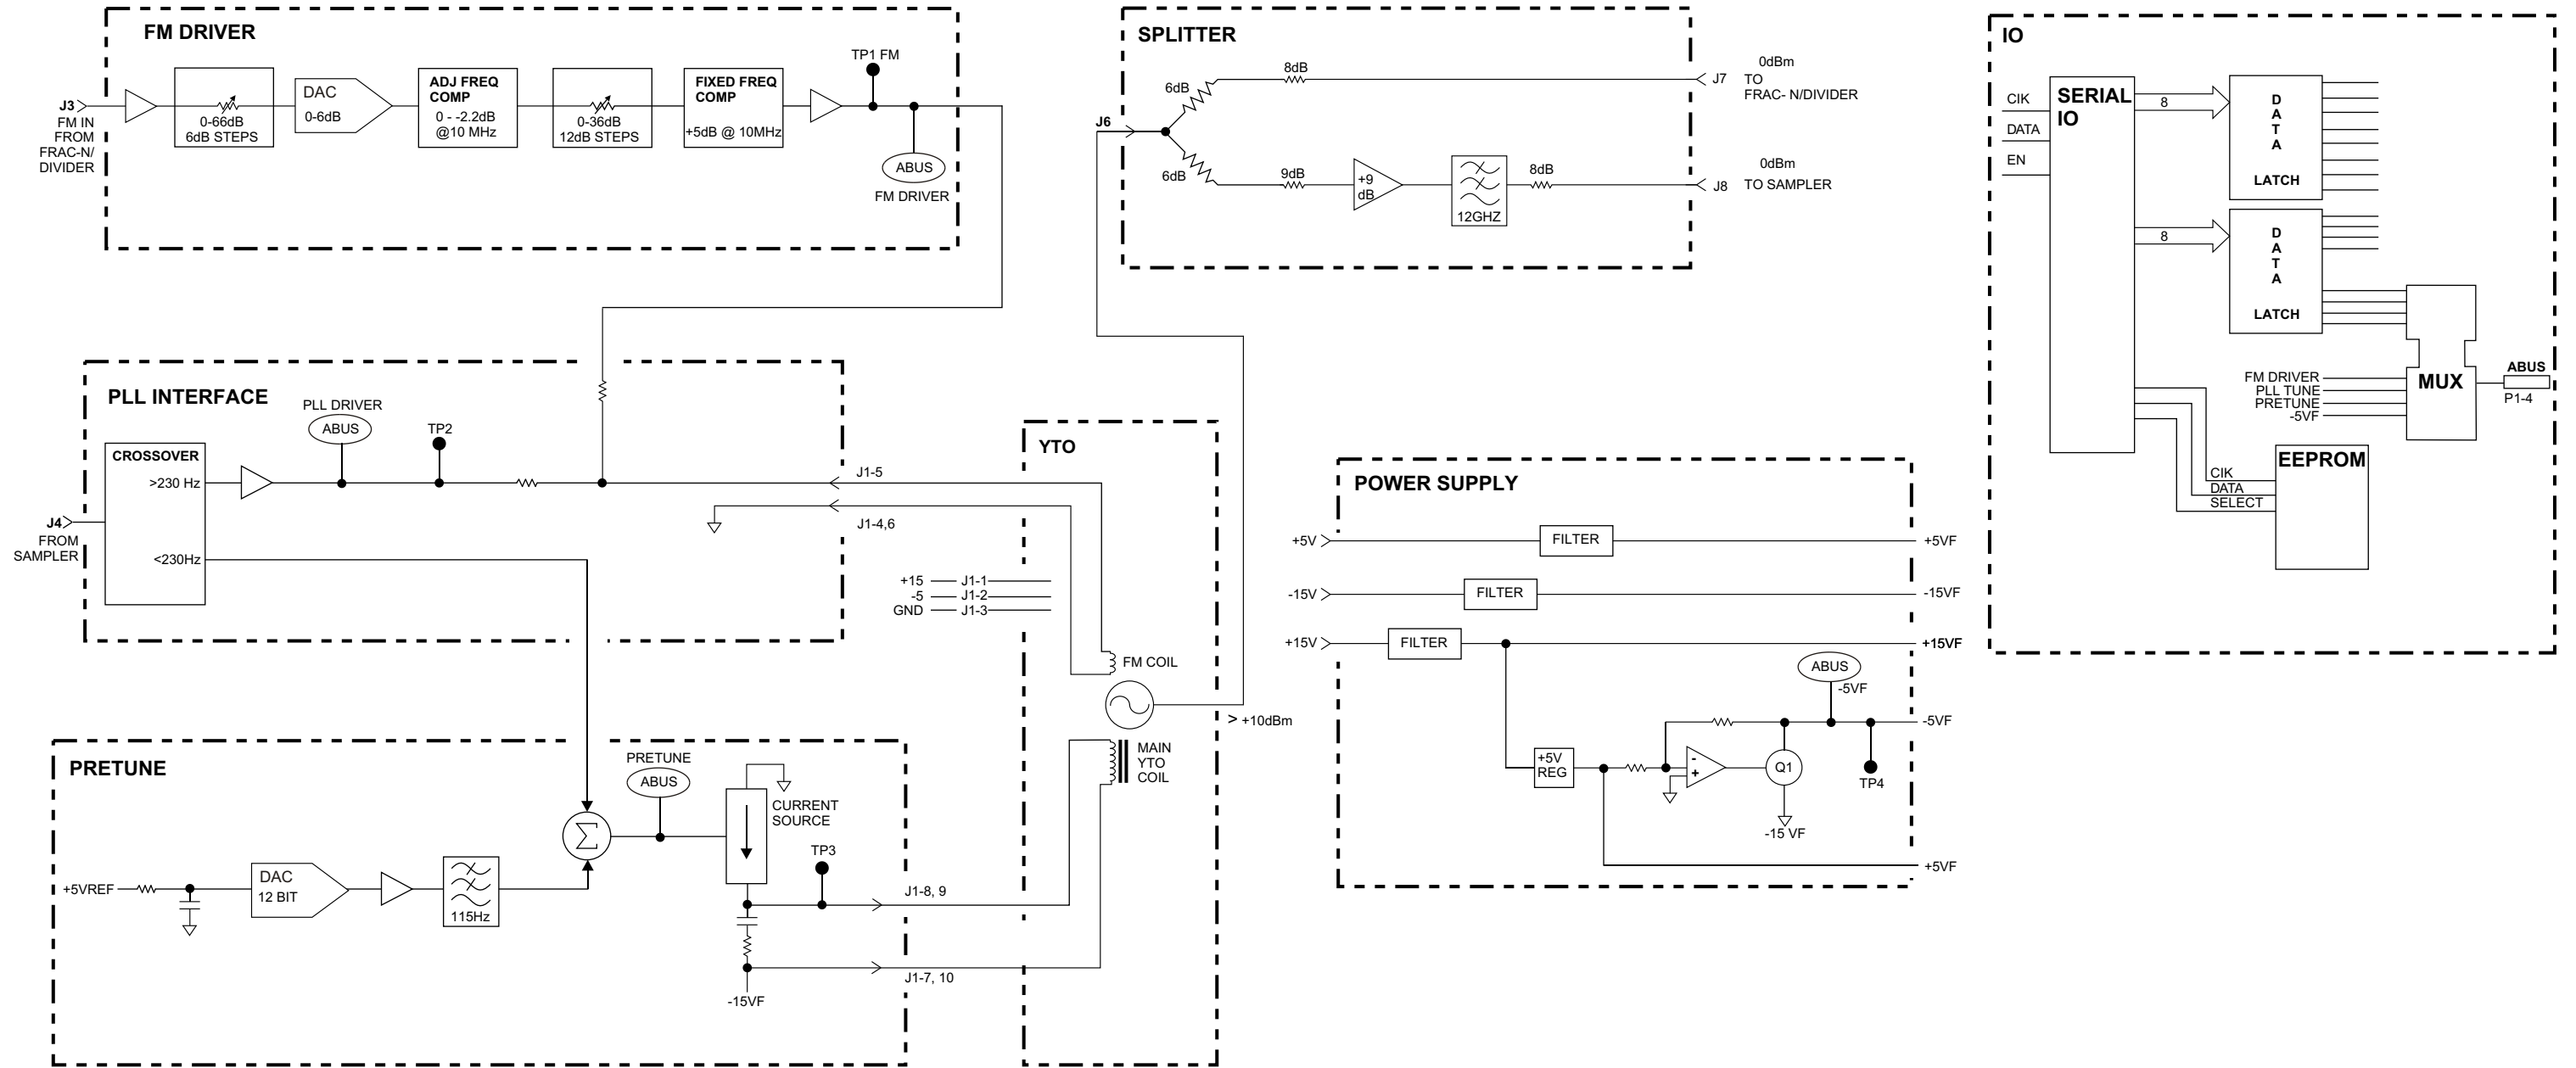 FM DRIVER
TP1 FM
J3
FM IN
FROM
FRAC-N/
DIVIDER
0-66dB
6dB STEPS
DAC
0-6dB
ADJ FREQ
COMP
0 - -2.2dB
@10 MHz
0-36dB
12dB STEPS
FIXED FREQ
COMP
+5dB @ 10MHz
ABUS
FM DRIVER
SPLITTER
J6
6dB
8dB
J7
0dBm
TO
FRAC- N/DIVIDER
6dB
9dB
+9
dB
12GHZ
8dB
J8
0dBm
TO SAMPLER
IO
CIK
DATA
EN
SERIAL
IO
8
D
A
T
A
LATCH
8
D
A
T
A
LATCH
FM DRIVER
PLL TUNE
PRETUNE
-5VF
MUX
ABUS
P1-4
EEPROM
CIK
DATA
SELECT
PLL INTERFACE
PLL DRIVER
ABUS
TP2
CROSSOVER
>230 Hz
<230Hz
J4
FROM
SAMPLER
J1-5
J1-4,6
+15
J1-1
-5
J1-2
GND
J1-3
YTO
FM COIL
> +10dBm
MAIN
YTO
COIL
POWER SUPPLY
+5V
FILTER
+5VF
-15V
FILTER
-15VF
+15V
FILTER
+15VF
ABUS
-5VF
-5VF
+5V
REG
-
+
Q1
TP4
-15 VF
+5VF
PRETUNE
PRETUNE
ABUS
CURRENT
SOURCE
Σ
TP3
+5VREF
DAC
12 BIT
115Hz
J1-8, 9
J1-7, 10
-15VF